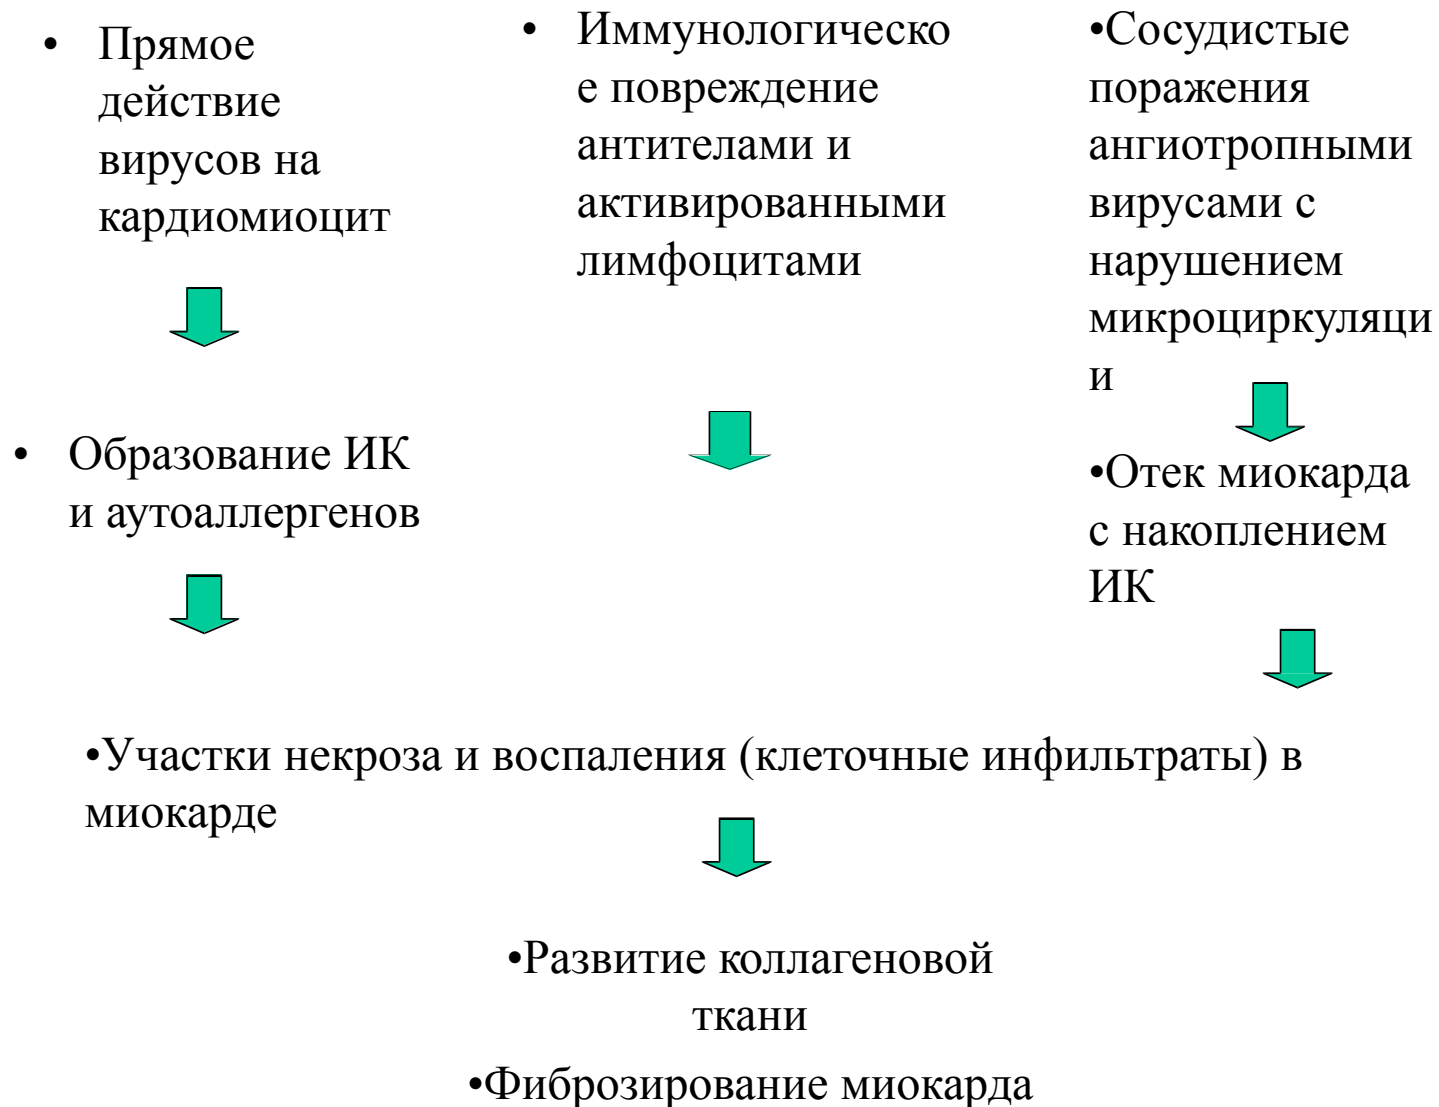 • Прямое
действие
вирусов на
кардиомиоцит
• Иммунологическо
е повреждение
антителами и
активированными
лимфоцитами
•Сосудистые
поражения
ангиотропными
вирусами с
нарушением
микроциркуляци
и
• Образование ИК
и аутоаллергенов
•Отек миокарда
с накоплением
ИК
•Участки некроза и воспаления (клеточные инфильтраты) в
миокарде
•Развитие коллагеновой
ткани
•Фиброзирование миокарда